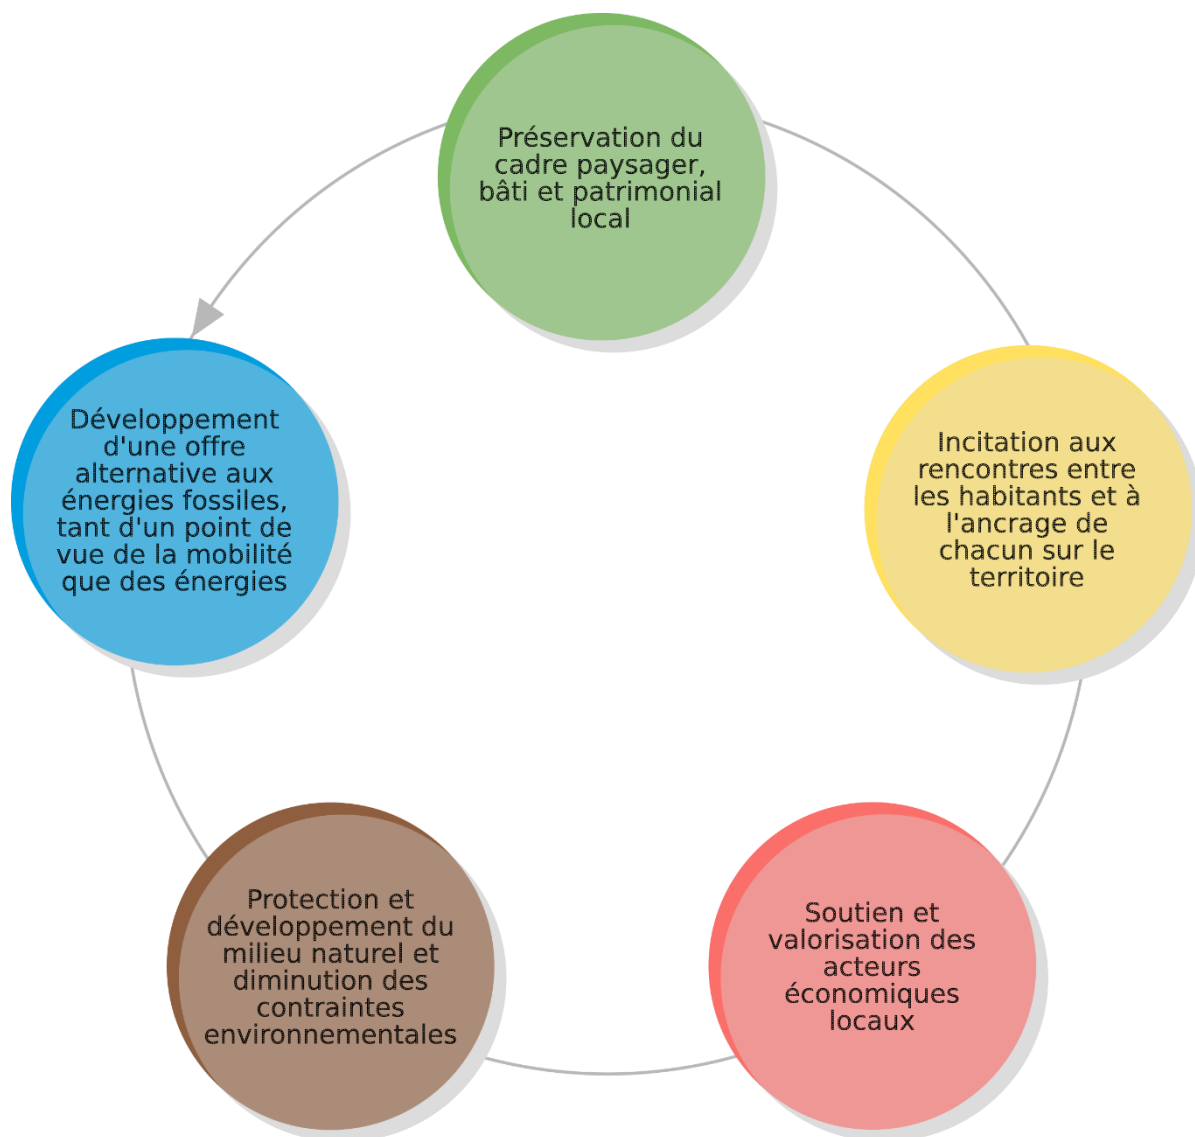 Préservation du
cadre paysager,
bâti et patrimonial
local
Incitation aux
rencontres entre
les habitants et à
l'ancrage de
chacun sur le
territoire
Soutien et
valorisation des
acteurs
économiques
locaux
Protection et
développement du
milieu naturel et
diminution des
contraintes
environnementales
Développement
d'une offre
alternative aux
énergies fossiles,
tant d'un point de
vue de la mobilité
que des énergies